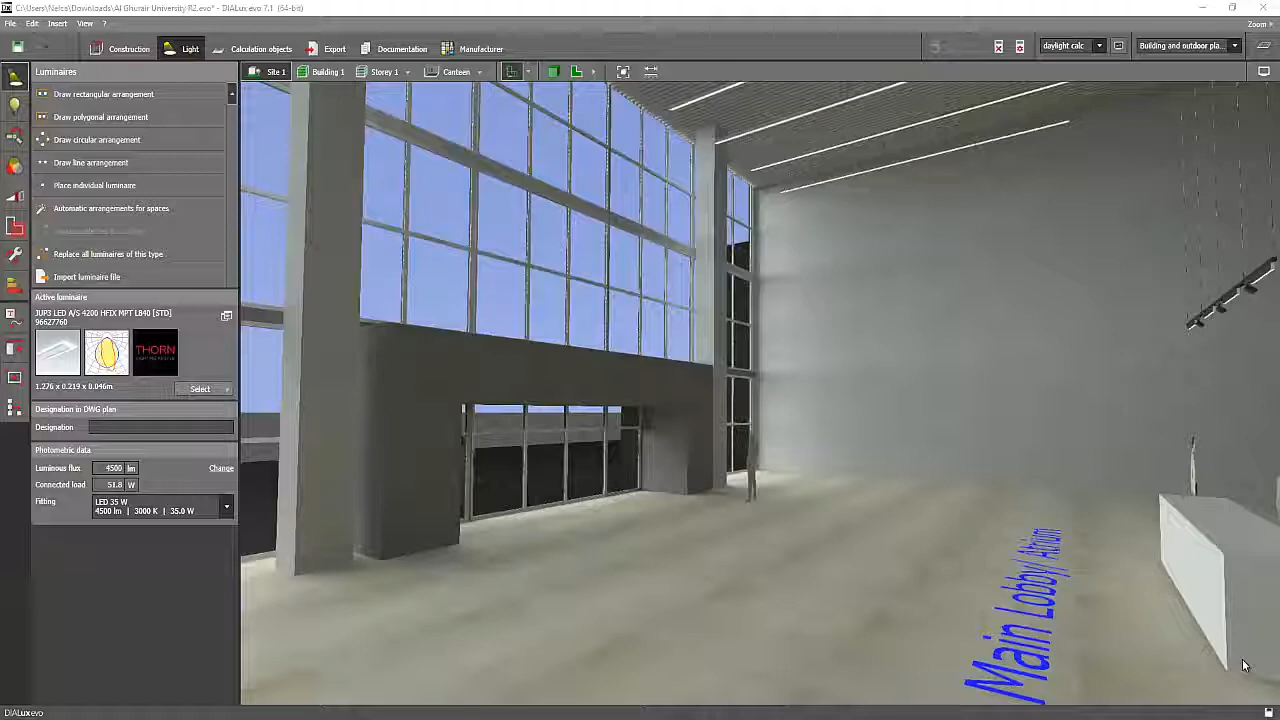 C:\Users\Nelca\Downloads\Al Ghurair University R2.evo* - DIALux evo 7.1 (64-bit)
File Edit Insert View ?
Zoom
Construction Light Calculation objects Export Documentation Manufacturer
daylight calc
Building and outdoor pla...
Luminaires
Site 1 Building 1 Storey 1 Canteen
Draw rectangular arrangement
Draw polygonal arrangement
Draw circular arrangement
Draw line arrangement
Place individual luminaire
Automatic arrangements for spaces
Replace all luminaires of this type
Import luminaire file
Active luminaire
JUP3 LED A/S 4200 HFIX MPT L840 [STD]
96627760
THORN
1.276 x 0.219 x 0.046m
Select
Designation in DWG plan
Designation
Photometric data
Luminous flux 4500 lm Change
Connected load 51.8 W
Fitting LED 35 W
4500 lm | 3000 K | 35.0 W
Main Lobby/ Atrium
DIALux evo